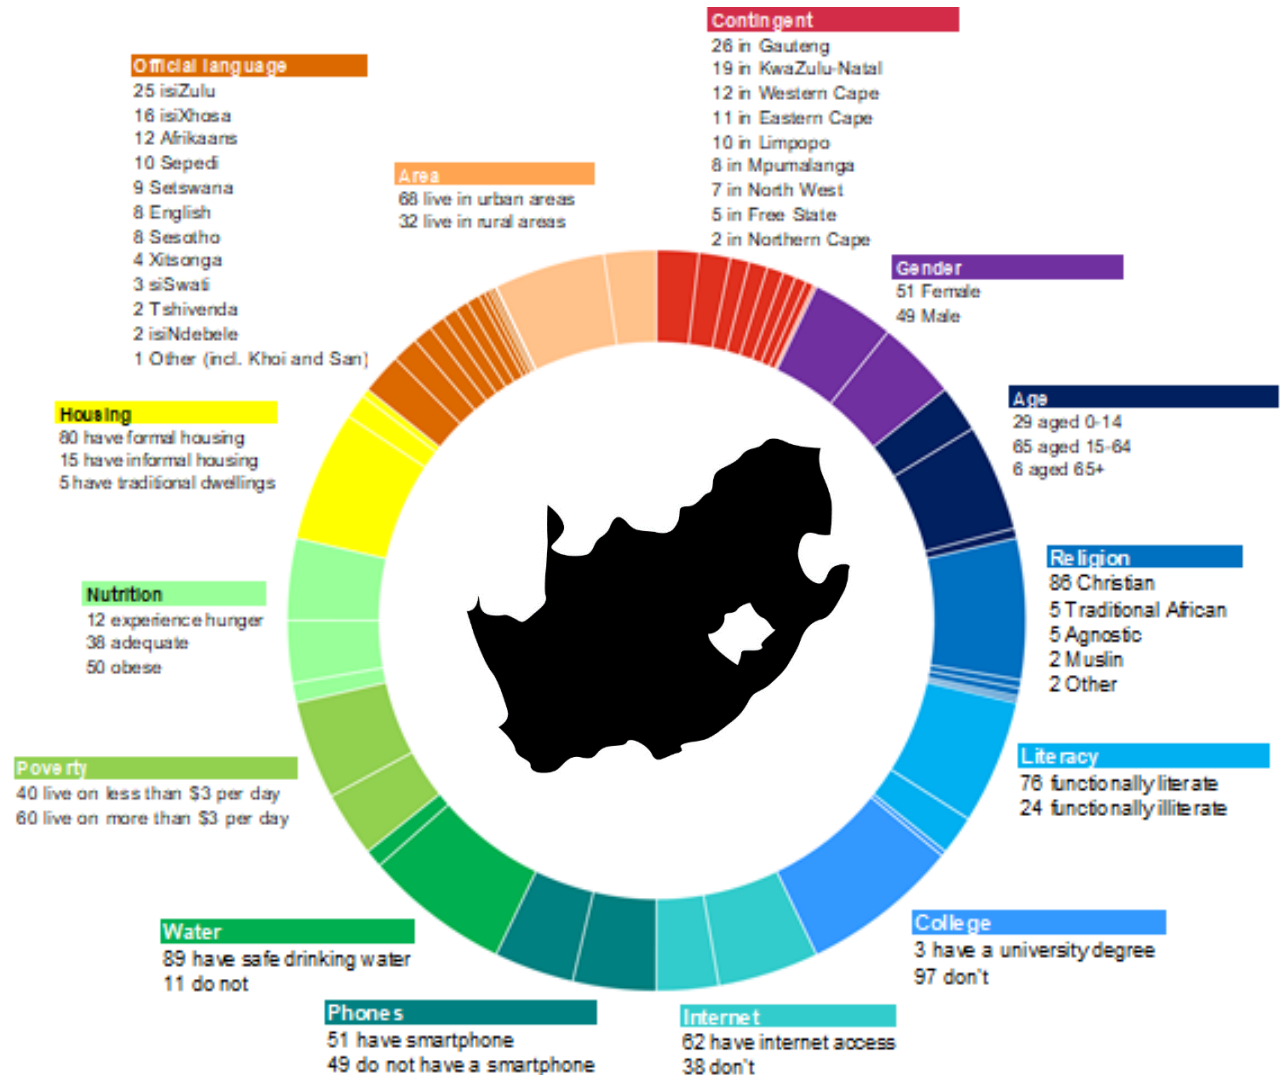 Contingent
26 in Gauteng
19 in KwaZulu-Natal
12 in Western Cape
11 in Eastern Cape
10 in Limpopo
8 in Mpumalanga
7 in North West
5 in Free State
2 in Northern Cape
Gender
51 Female
49 Male
Age
29 aged 0-14
65 aged 15-64
6 aged 65+
Religion
86 Christian
5 Traditional African
5 Agnostic
2 Muslin
2 Other
Literacy
76 functionally literate
24 functionally illiterate
College
3 have a university degree
97 don't
Internet
62 have internet access
38 don't
Phones
51 have smartphone
49 do not have a smartphone
Water
89 have safe drinking water
11 do not
Poverty
40 live on less than $3 per day
60 live on more than $3 per day
Nutrition
12 experience hunger
38 adequate
50 obese
Housing
80 have formal housing
15 have informal housing
5 have traditional dwellings
Official language
25 isiZulu
16 isiXhosa
12 Afrikaans
10 Sepedi
9 Setswana
8 English
8 Sesotho
4 Xitsonga
3 siSwati
2 Tshivenda
2 isiNdebele
1 Other (incl. Khoi and San)
Area
68 live in urban areas
32 live in rural areas